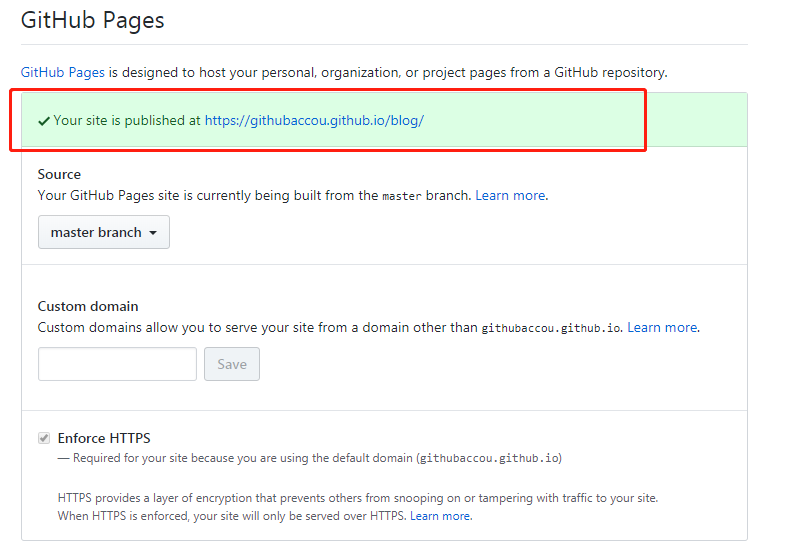 GitHub Pages
GitHub Pages is designed to host your personal, organization, or project pages from a GitHub repository.
Your site is published at https://githubaccou.github.io/blog/
Source
Your GitHub Pages site is currently being built from the master branch. Learn more.
master branch
Custom domain
Custom domains allow you to serve your site from a domain other than githubaccou.github.io. Learn more.
Save
Enforce HTTPS
— Required for your site because you are using the default domain (githubaccou.github.io)
HTTPS provides a layer of encryption that prevents others from snooping on or tampering with traffic to your site.
When HTTPS is enforced, your site will only be served over HTTPS. Learn more.